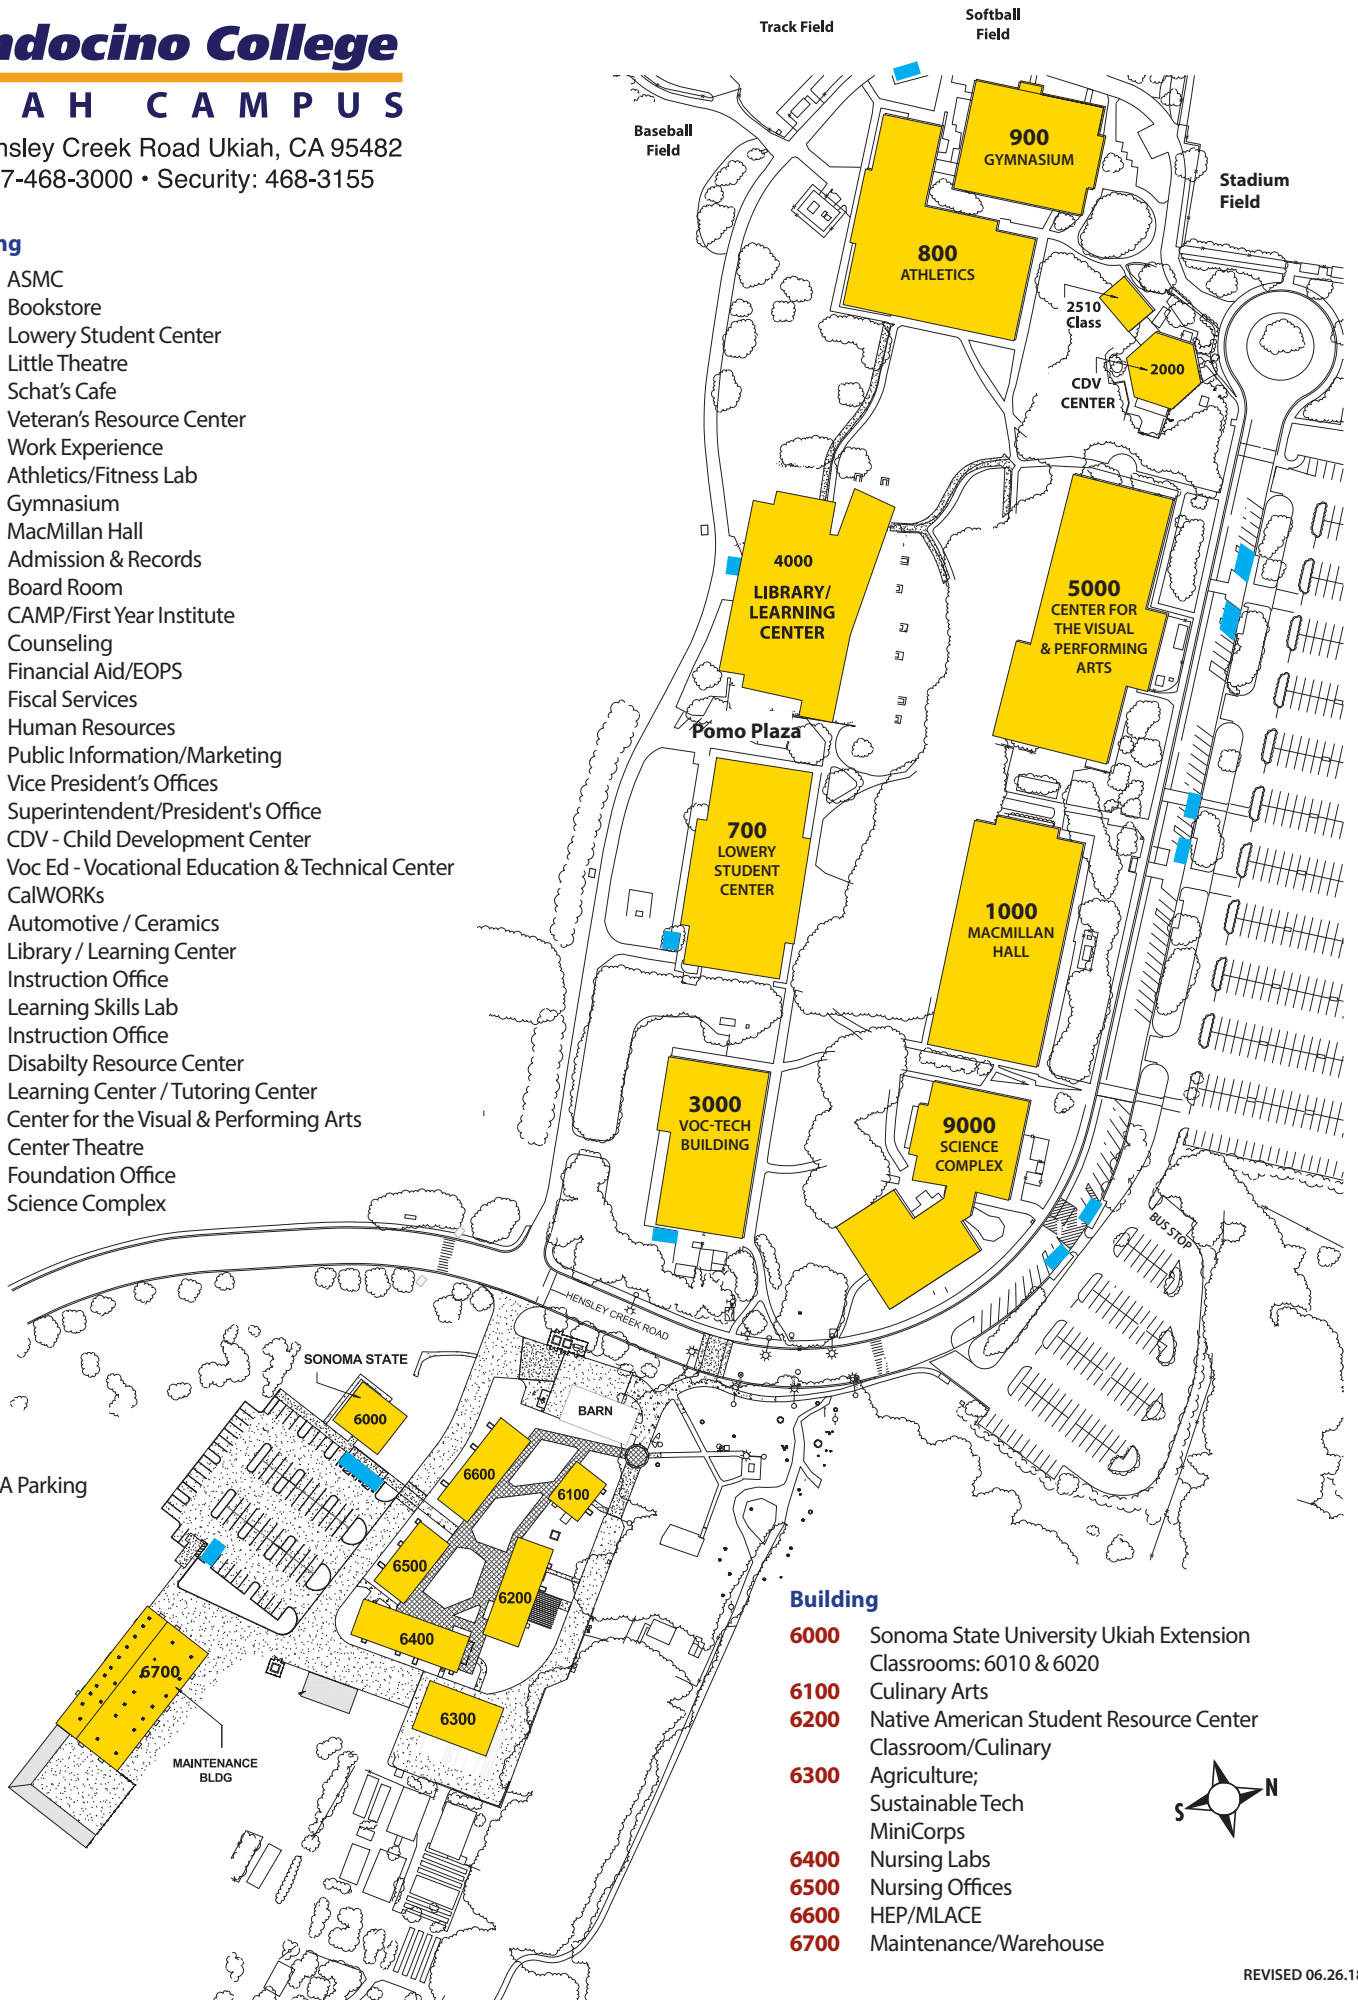 ndocino College
A H C A M P U S
nsley Creek Road Ukiah, CA 95482
7-468-3000 • Security: 468-3155
ng
ASMC
Bookstore
Lowery Student Center
Little Theatre
Schat's Cafe
Veteran's Resource Center
Work Experience
Athletics/Fitness Lab
Gymnasium
MacMillan Hall
Admission & Records
Board Room
CAMP/First Year Institute
Counseling
Financial Aid/EOPS
Fiscal Services
Human Resources
Public Information/Marketing
Vice President's Offices
Superintendent/President's Office
CDV - Child Development Center
Voc Ed - Vocational Education & Technical Center
CalWORKs
Automotive / Ceramics
Library / Learning Center
Instruction Office
Learning Skills Lab
Instruction Office
Disabilty Resource Center
Learning Center / Tutoring Center
Center for the Visual & Performing Arts
Center Theatre
Foundation Office
Science Complex
A Parking
Track Field
Softball
Field
Baseball
Field
Stadium
Field
900
GYMNASIUM
800
ATHLETICS
2510
Class
2000
CDV
CENTER
4000
LIBRARY/
LEARNING
CENTER
5000
CENTER FOR
THE VISUAL
& PERFORMING
ARTS
Pomo Plaza
700
LOWERY
STUDENT
CENTER
1000
MACMILLAN
HALL
3000
VOC-TECH
BUILDING
9000
SCIENCE
COMPLEX
BUS STOP
HENSLEY CREEK ROAD
SONOMA STATE
6000
BARN
6600
6100
6500
6200
6400
6700
6300
MAINTENANCE
BLDG
Building
6000 Sonoma State University Ukiah Extension
Classrooms: 6010 & 6020
6100 Culinary Arts
6200 Native American Student Resource Center
Classroom/Culinary
6300 Agriculture;
Sustainable Tech
MiniCorps
6400 Nursing Labs
6500 Nursing Offices
6600 HEP/MLACE
6700 Maintenance/Warehouse
N
S
REVISED 06.26.18